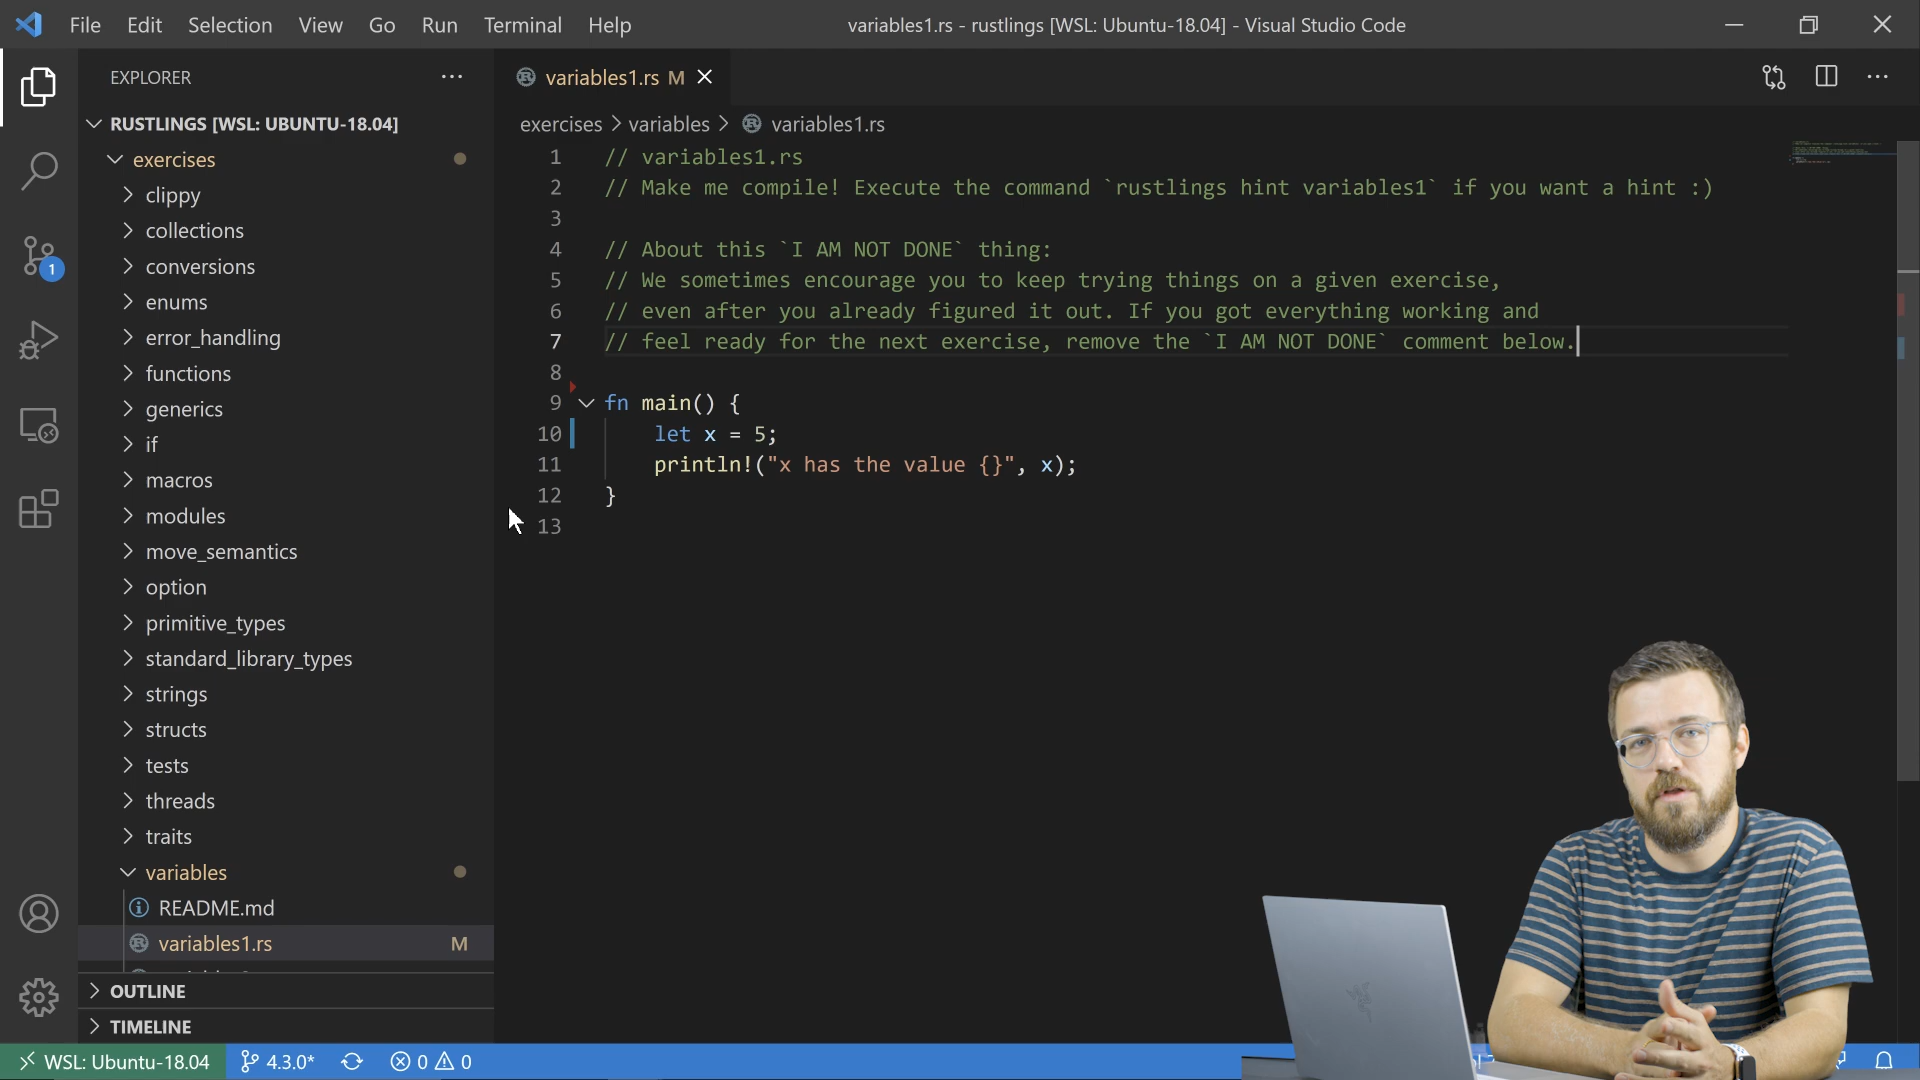 File Edit Selection View Go Run Terminal Help
variables1.rs - rustlings [WSL: Ubuntu-18.04] - Visual Studio Code
EXPLORER
RUSTLINGS [WSL: UBUNTU-18.04]
exercises
clippy
collections
conversions
enums
error_handling
functions
generics
if
macros
modules
move_semantics
option
primitive_types
standard_library_types
strings
structs
tests
threads
traits
variables
README.md
variables1.rs M
OUTLINE
TIMELINE
1
variables1.rs M
exercises > variables > variables1.rs
1 // variables1.rs
2 // Make me compile! Execute the command `rustlings hint variables1` if you want a hint :)
3
4 // About this `I AM NOT DONE` thing:
5 // We sometimes encourage you to keep trying things on a given exercise,
6 // even after you already figured it out. If you got everything working and
7 // feel ready for the next exercise, remove the `I AM NOT DONE` comment below.
8
9 fn main() {
10 let x = 5;
11 println!("x has the value {}", x);
12 }
13
WSL: Ubuntu-18.04 4.3.0* 0 0